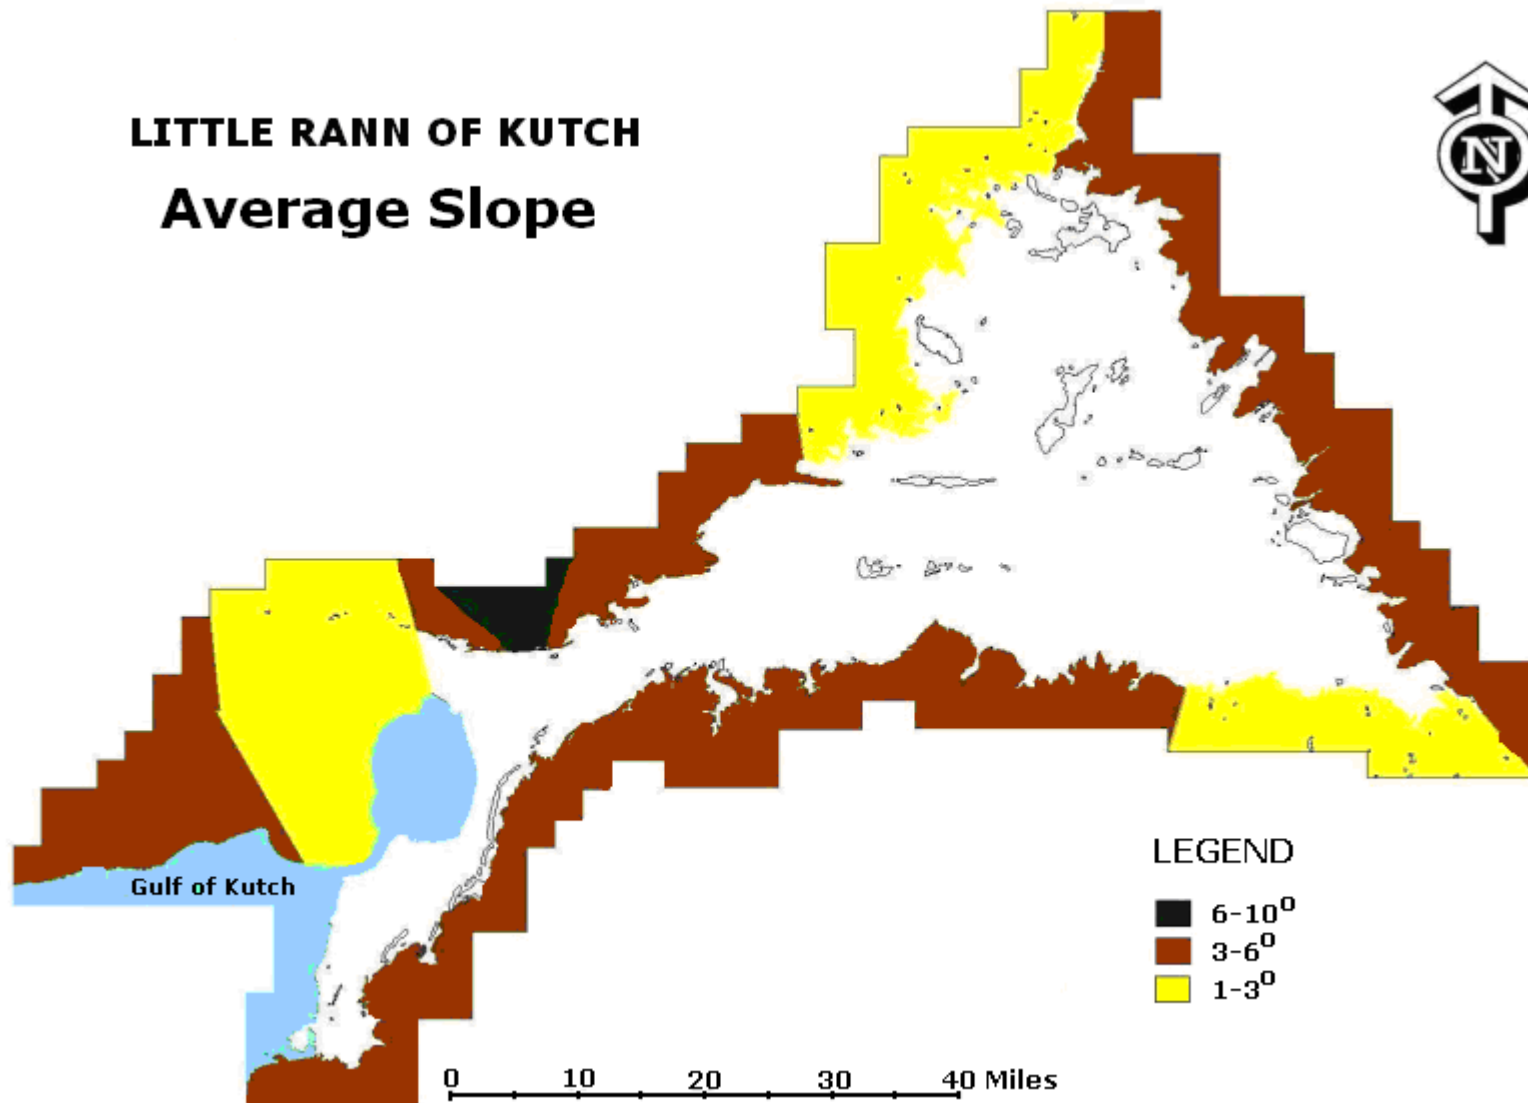 LITTLE RANN OF KUTCH
Average Slope
N
Gulf of Kutch
LEGEND
6-10⁰
3-6⁰
1-3⁰
0 10 20 30 40 Miles